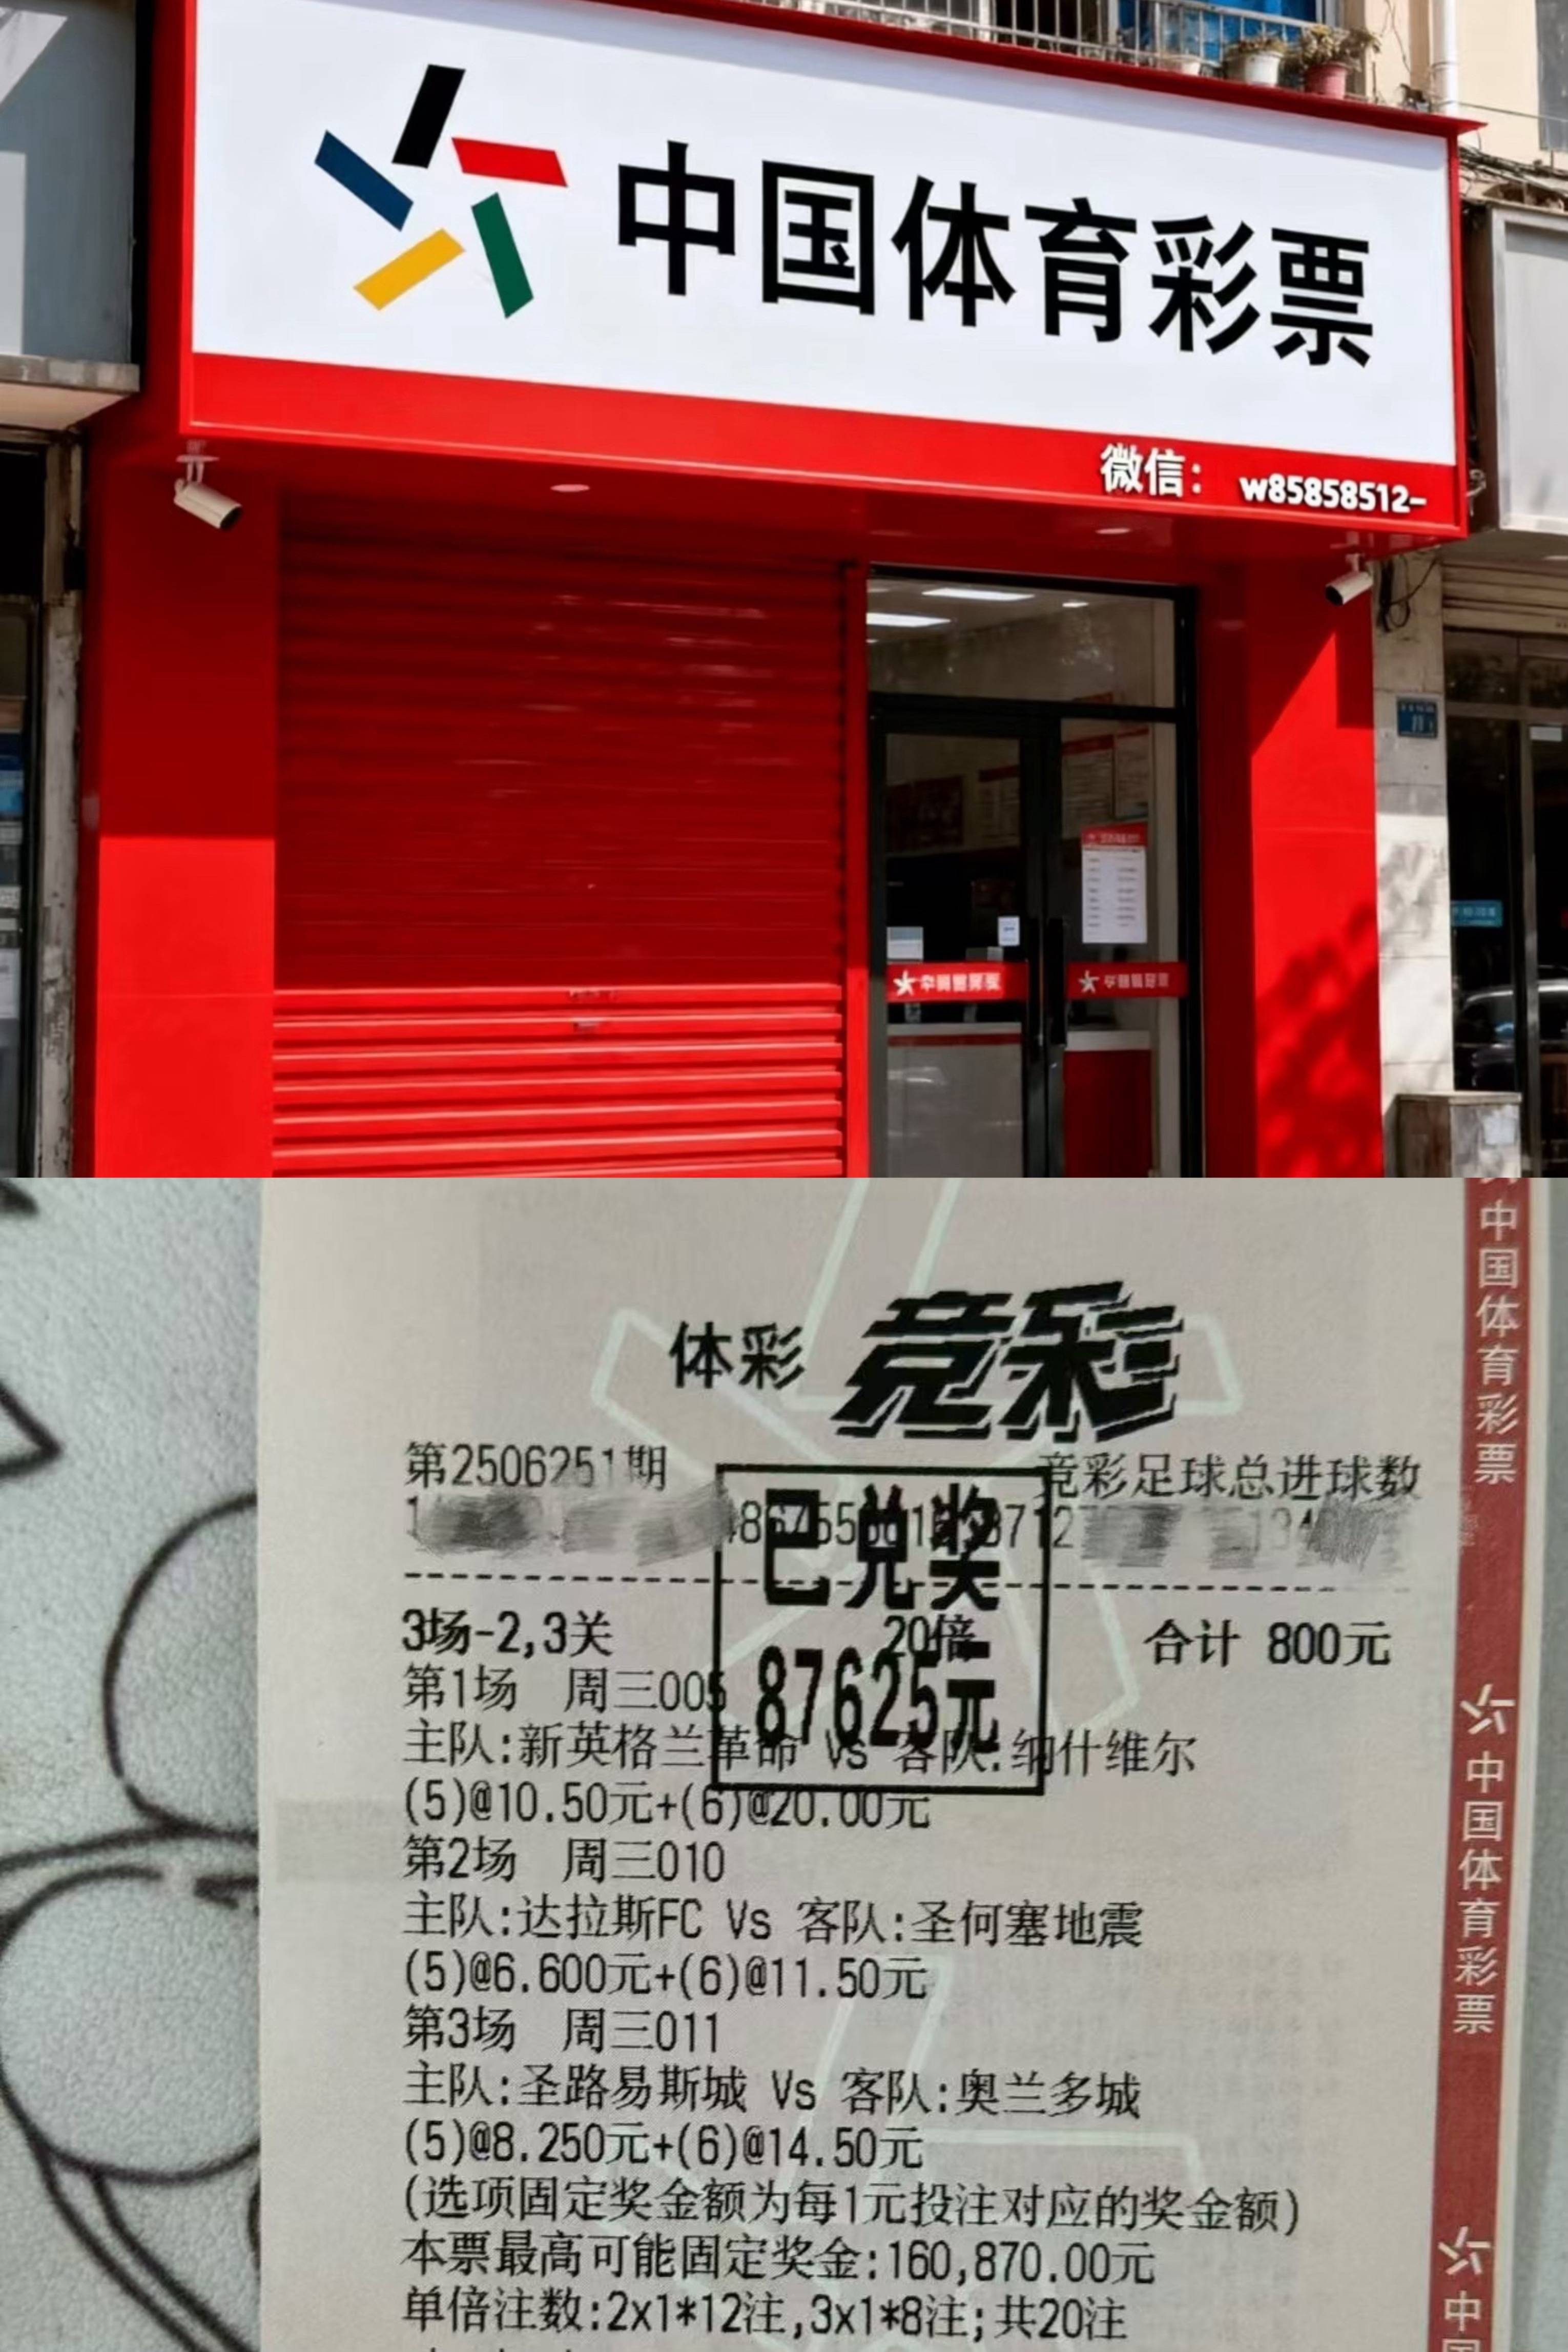 中国体育彩票
微信： w85858512-
体彩 竞彩
第2506251期
竞彩足球总进球数
已兑奖
87625元
3场-2,3关 20倍 合计 800元
第1场 周三005
主队:新英格兰革命 Vs 客队:纳什维尔
(5)@10.50元+(6)@20.00元
第2场 周三010
主队:达拉斯FC Vs 客队:圣何塞地震
(5)@6.600元+(6)@11.50元
第3场 周三011
主队:圣路易斯城 Vs 客队:奥兰多城
(5)@8.250元+(6)@14.50元
(选项固定奖金额为每1元投注对应的奖金额)
本票最高可能固定奖金:160,870.00元
单倍注数:2x1*12注,3x1*8注;共20注
中国体育彩票
中国体育彩票
中国